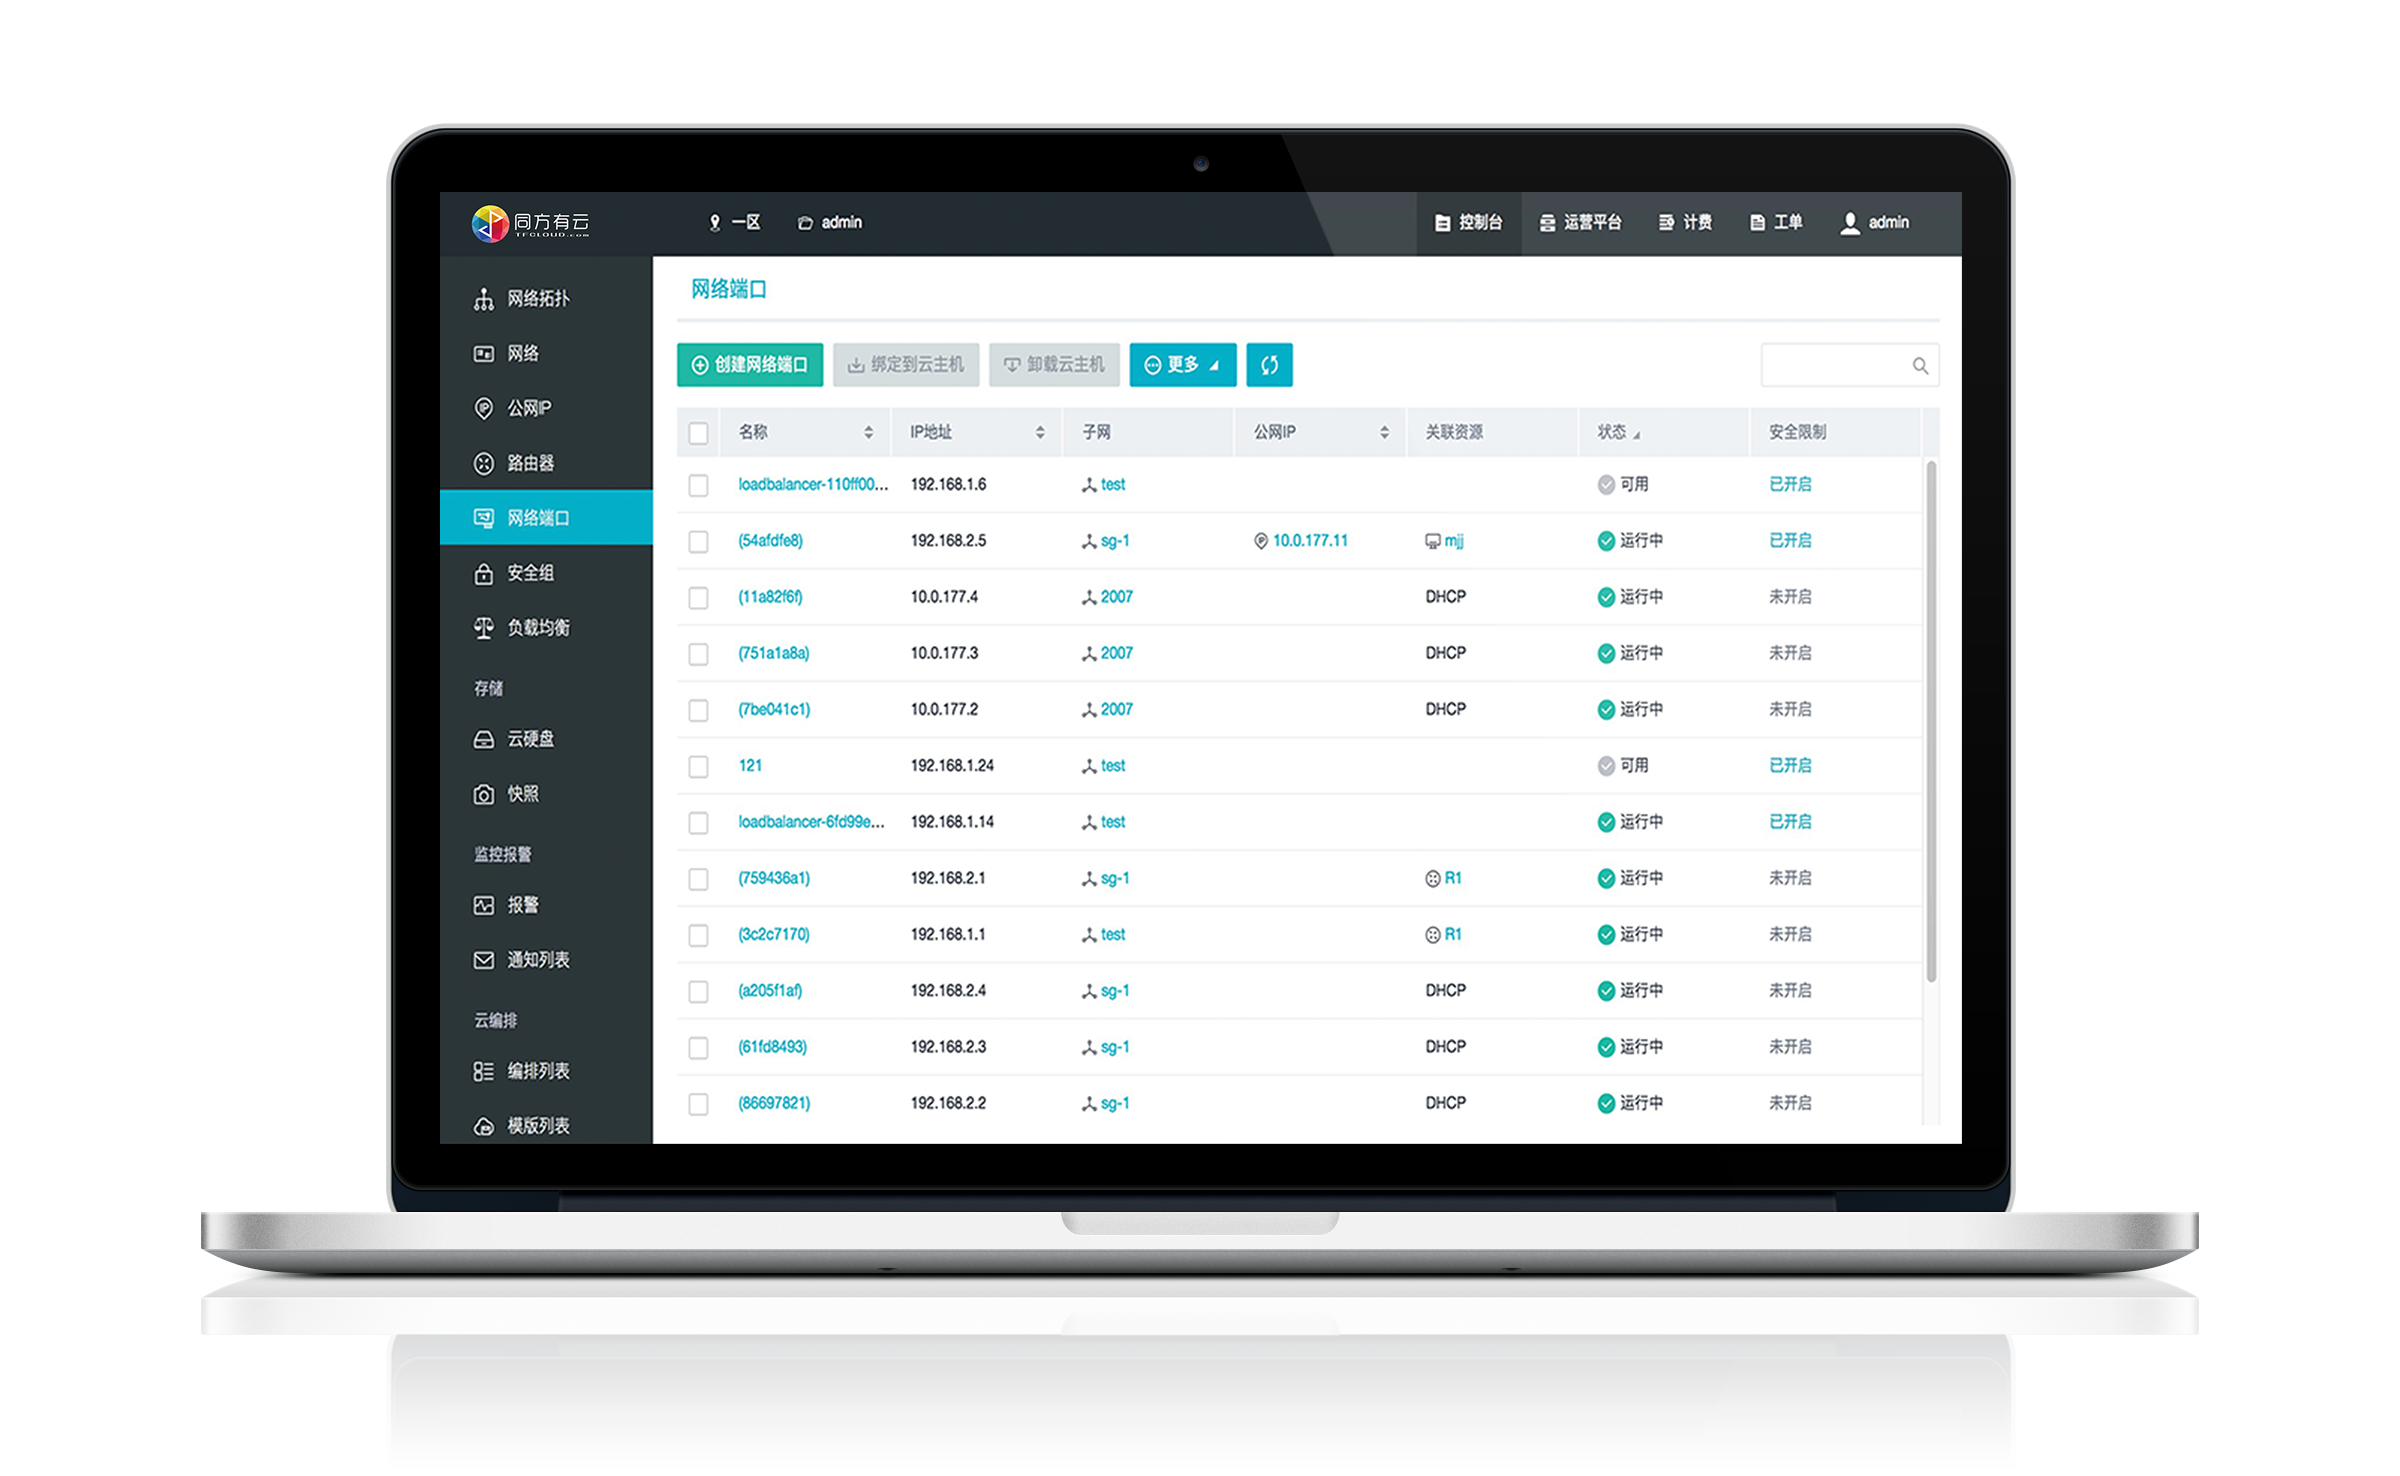 同方有云
TFCLOUD.com
一区 admin 控制台 运营平台 计费 工单 admin
网络拓扑
网络
公网IP
路由器
网络端口
安全组
负载均衡
存储
云硬盘
快照
监控报警
报警
通知列表
云编排
编排列表
模版列表
网络端口
创建网络端口 绑定到云主机 卸载云主机 更多
名称 IP地址 子网 公网IP 关联资源 状态 安全限制
loadbalancer-110ff00... 192.168.1.6 test 可用 已开启
(54afdfe8) 192.168.2.5 sg-1 10.0.177.11 mjj 运行中 已开启
(11a82f6f) 10.0.177.4 2007 DHCP 运行中 未开启
(751a1a8a) 10.0.177.3 2007 DHCP 运行中 未开启
(7be041c1) 10.0.177.2 2007 DHCP 运行中 未开启
121 192.168.1.24 test 可用 已开启
loadbalancer-6fd99e... 192.168.1.14 test 运行中 已开启
(759436a1) 192.168.2.1 sg-1 R1 运行中 未开启
(3c2c7170) 192.168.1.1 test R1 运行中 未开启
(a205f1af) 192.168.2.4 sg-1 DHCP 运行中 未开启
(61fd8493) 192.168.2.3 sg-1 DHCP 运行中 未开启
(86697821) 192.168.2.2 sg-1 DHCP 运行中 未开启